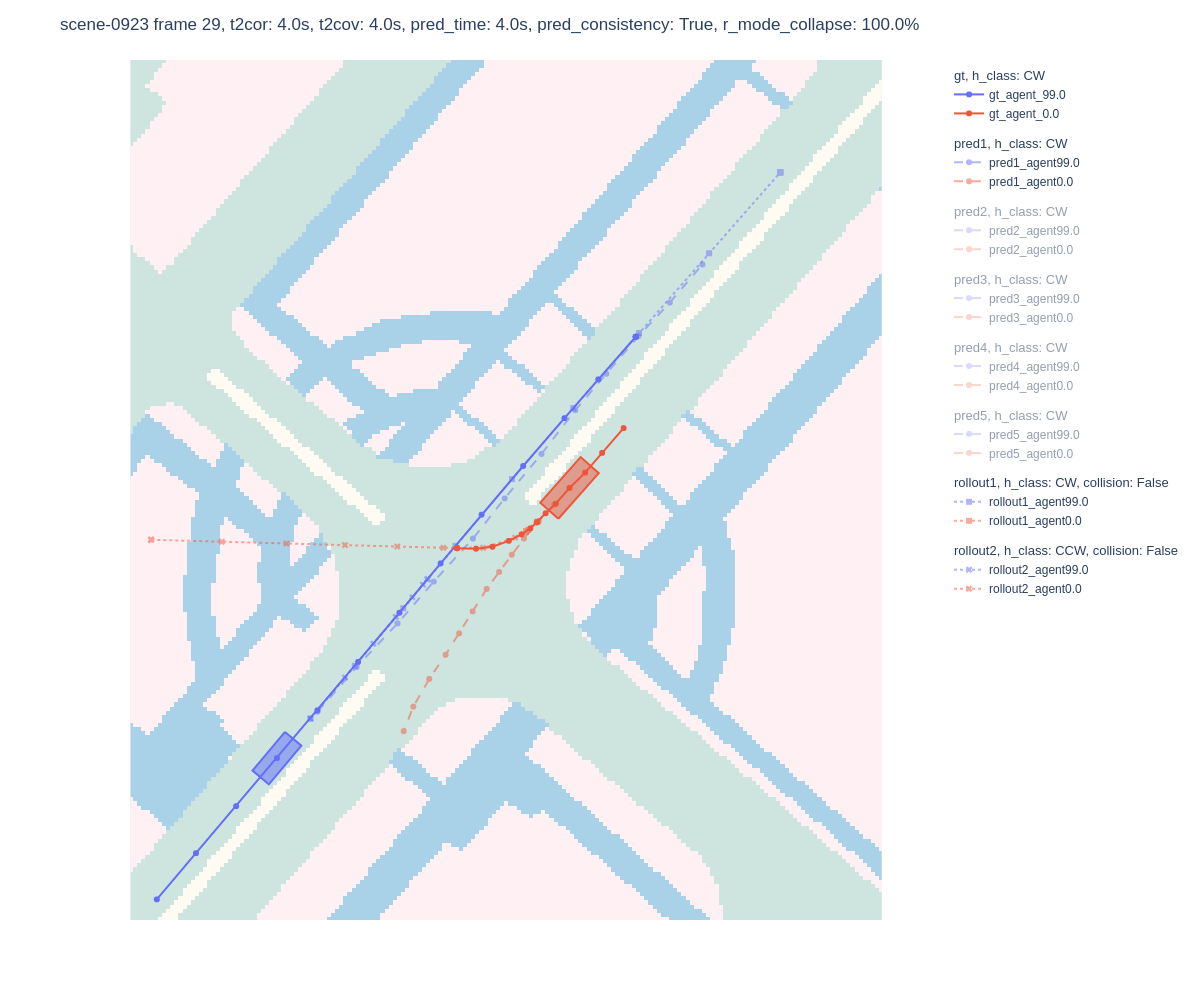 scene-0923 frame 29, t2cor: 4.0s, t2cov: 4.0s, pred_time: 4.0s, pred_consistency: True, r_mode_collapse: 100.0%
gt, h_class: CW
gt_agent_99.0
gt_agent_0.0
pred1, h_class: CW
pred1_agent99.0
pred1_agent0.0
pred2, h_class: CW
pred2_agent99.0
pred2_agent0.0
pred3, h_class: CW
pred3_agent99.0
pred3_agent0.0
pred4, h_class: CW
pred4_agent99.0
pred4_agent0.0
pred5, h_class: CW
pred5_agent99.0
pred5_agent0.0
rollout1, h_class: CW, collision: False
rollout1_agent99.0
rollout1_agent0.0
rollout2, h_class: CCW, collision: False
rollout2_agent99.0
rollout2_agent0.0